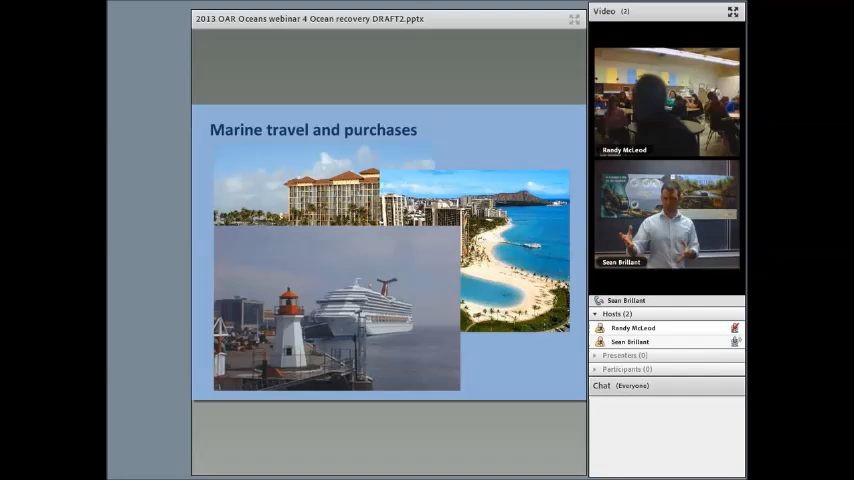 2013 OAR Oceans webinar 4 Ocean recovery DRAFT2.pptx
Marine travel and purchases
Video (2)
Randy McLeod
Sean Brillant
Sean Brillant
Hosts (2)
Randy McLeod
Sean Brillant
Presenters (0)
Participants (0)
Chat (Everyone)